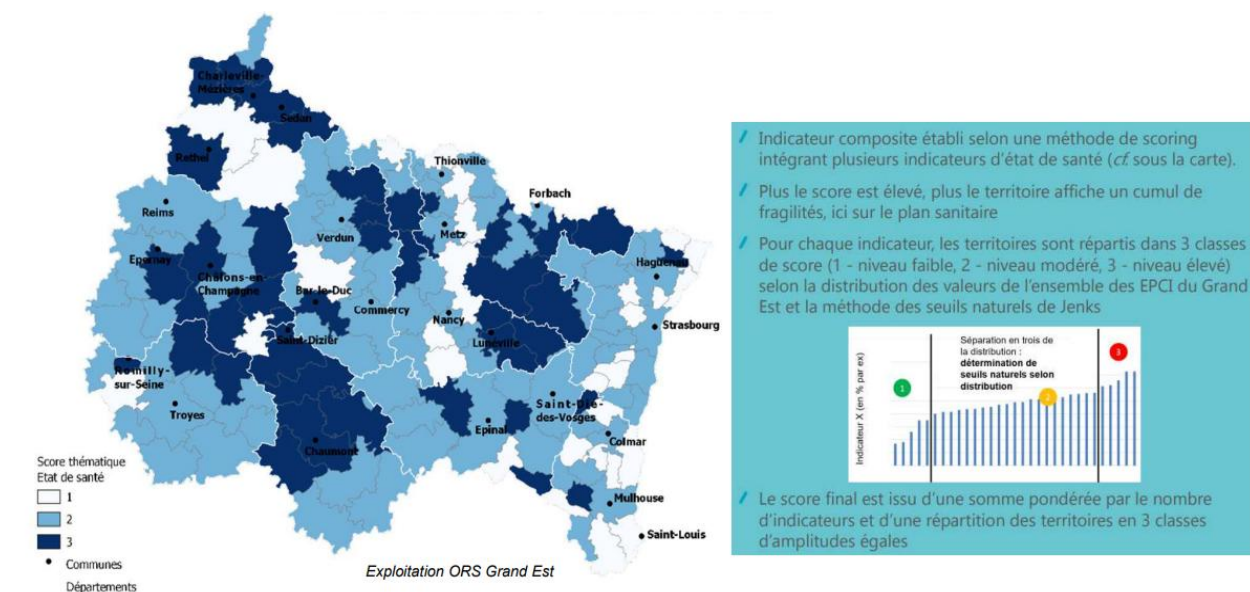 Charleville-
Mézières
Sedan
Rethel
Thionville
Forbach
Reims
Verdun
Metz
Epernay
Châlons-en-
Champagne
Haguenau
Bar-le-Duc
Commercy
Nancy
Strasbourg
Saint-Dizier
Lunéville
Romilly-
sur-Seine
Troyes
Saint-Dié-
des-Vosges
Epinal
Colmar
Chaumont
Mulhouse
Saint-Louis
Score thématique
Etat de santé
1
2
3
Communes
Départements
Exploitation ORS Grand Est
Indicateur composite établi selon une méthode de scoring
intégrant plusieurs indicateurs d'état de santé (cf. sous la carte).
Plus le score est élevé, plus le territoire affiche un cumul de
fragilités, ici sur le plan sanitaire
Pour chaque indicateur, les territoires sont répartis dans 3 classes
de score (1 - niveau faible, 2 - niveau modéré, 3 - niveau élevé)
selon la distribution des valeurs de l'ensemble des EPCI du Grand
Est et la méthode des seuils naturels de Jenks
Indicateur X (en % par ex)
Séparation en trois de
la distribution :
détermination de
seuils naturels selon
distribution
1
2
3
Le score final est issu d'une somme pondérée par le nombre
d'indicateurs et d'une répartition des territoires en 3 classes
d'amplitudes égales